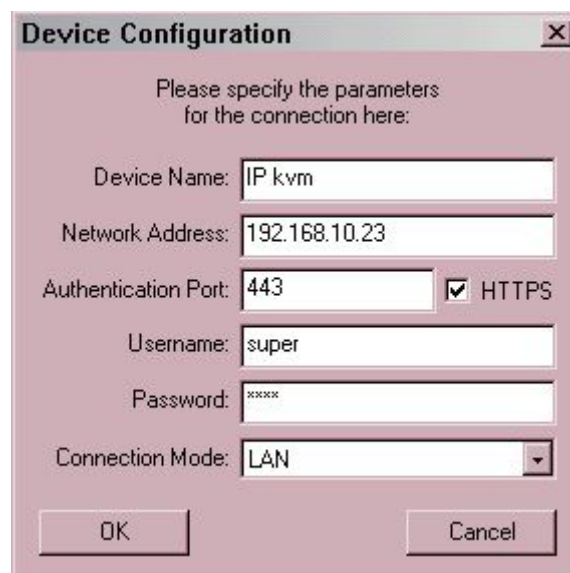 Device Configuration
Please specify the parameters
for the connection here:
Device Name: IP kvm
Network Address: 192.168.10.23
Authentication Port: 443 HTTPS
Username: super
Password: ****
Connection Mode: LAN
OK Cancel